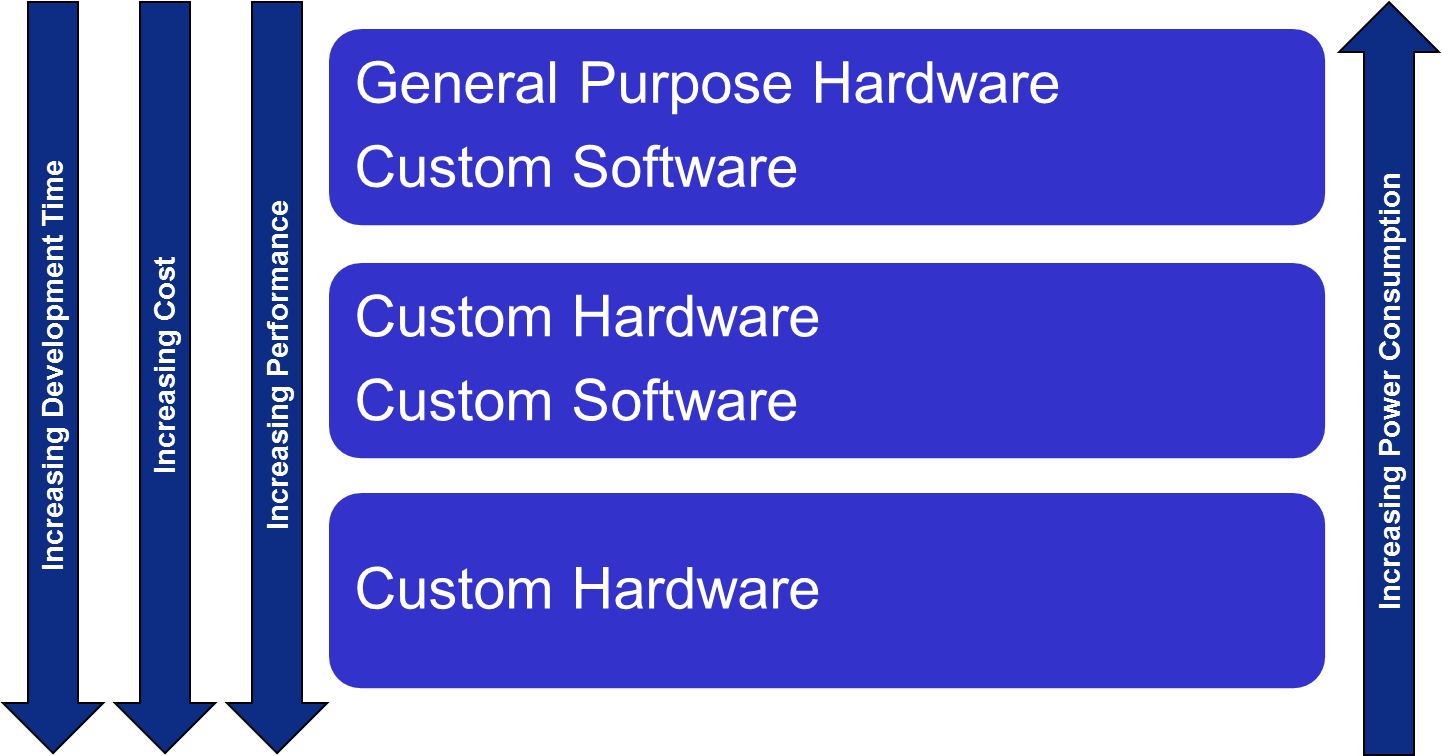 Increasing Development Time
Increasing Cost
Increasing Performance
General Purpose Hardware
Custom Software
Custom Hardware
Custom Software
Custom Hardware
Increasing Power Consumption